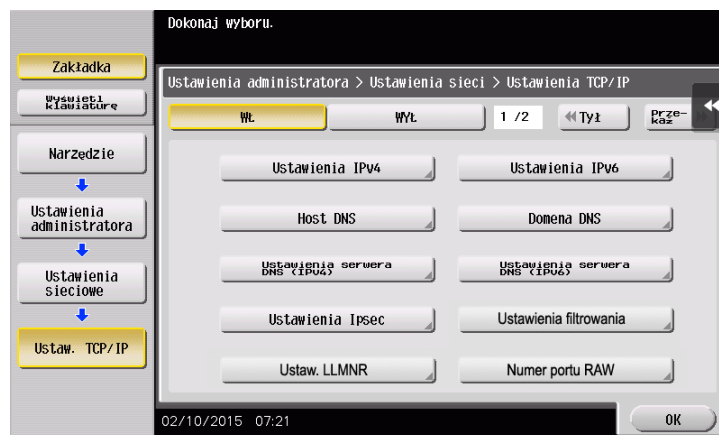 Dokonaj wyboru.
Zakładka
Wyświetl
klawiaturę
Ustawienia administratora > Ustawienia sieci > Ustawienia TCP/IP
WŁ
WYŁ
1 /2
Tył
Prze-
każ
Narzędzie
Ustawienia
administratora
Ustawienia
sieciowe
Ustaw. TCP/IP
Ustawienia IPv4
Ustawienia IPv6
Host DNS
Domena DNS
Ustawienia serwera
DNS (IPv4)
Ustawienia serwera
DNS (IPv6)
Ustawienia Ipsec
Ustawienia filtrowania
Ustaw. LLMNR
Numer portu RAW
02/10/2015 07:21
OK